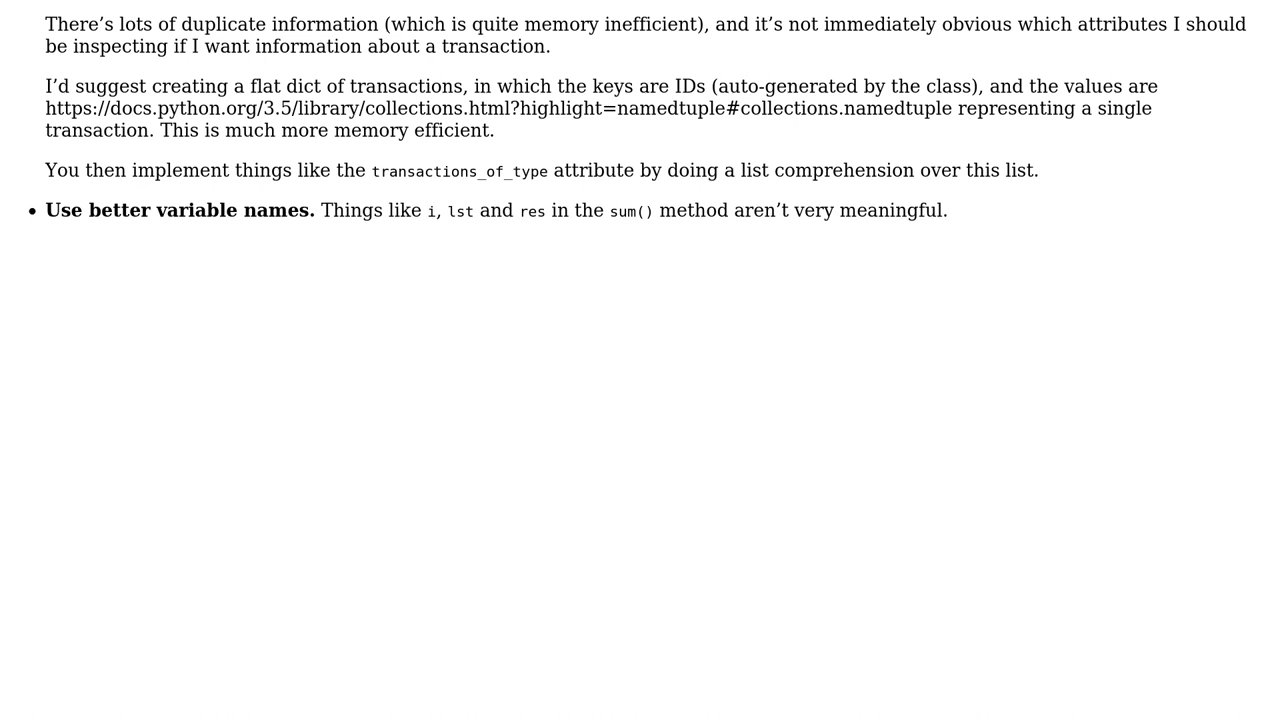 There’s lots of duplicate information (which is quite memory inefficient), and it’s not immediately obvious which attributes I should
be inspecting if I want information about a transaction.
I’d suggest creating a flat dict of transactions, in which the keys are IDs (auto-generated by the class), and the values are
https://docs.python.org/3.5/library/collections.html?highlight=namedtuple#collections.namedtuple representing a single
transaction. This is much more memory efficient.
You then implement things like the transactions_of_type attribute by doing a list comprehension over this list.
• Use better variable names. Things like i, lst and res in the sum() method aren’t very meaningful.